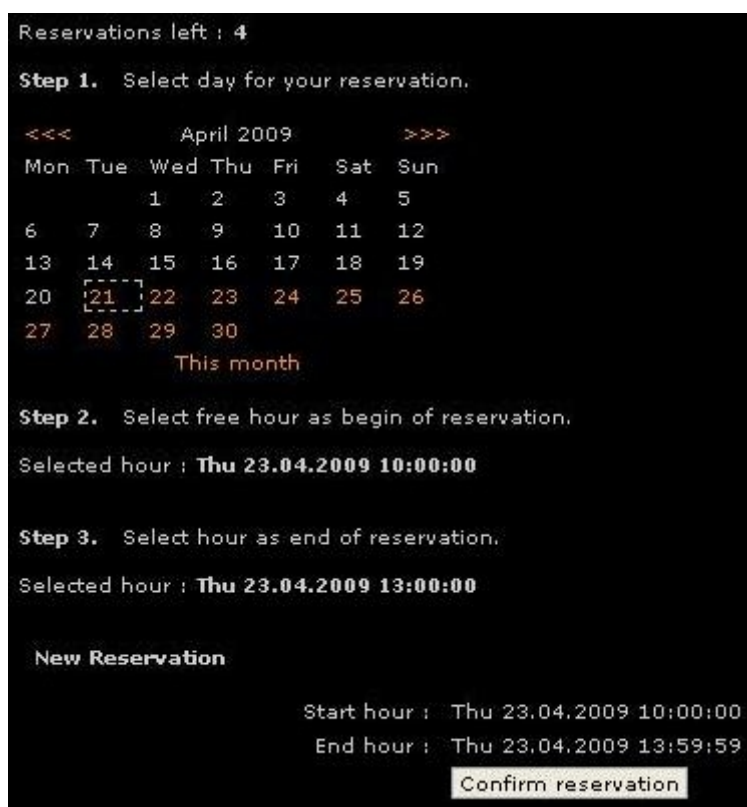 Reservations left : 4
Step 1. Select day for your reservation.
<<< April 2009 >>>
Mon Tue Wed Thu Fri Sat Sun
1 2 3 4 5
6 7 8 9 10 11 12
13 14 15 16 17 18 19
20 21 22 23 24 25 26
27 28 29 30
This month
Step 2. Select free hour as begin of reservation.
Selected hour : Thu 23.04.2009 10:00:00
Step 3. Select hour as end of reservation.
Selected hour : Thu 23.04.2009 13:00:00
New Reservation
Start hour : Thu 23.04.2009 10:00:00
End hour : Thu 23.04.2009 13:59:59
Confirm reservation